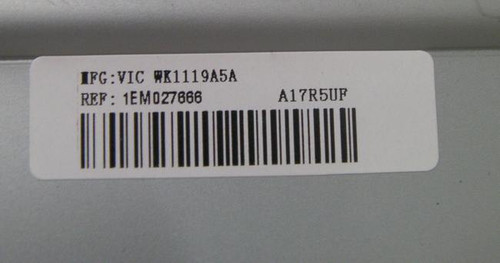 MFG:VIC WK1119A5A
REF: 1EM027666 A17R5UF